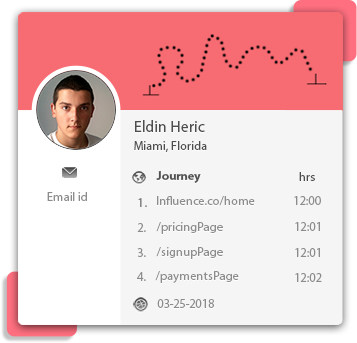 Eldin Heric
Miami, Florida
Journey hrs
1. Influence.co/home 12:00
2. /pricingPage 12:01
3. /signupPage 12:01
4. /paymentsPage 12:02
Email id
03-25-2018